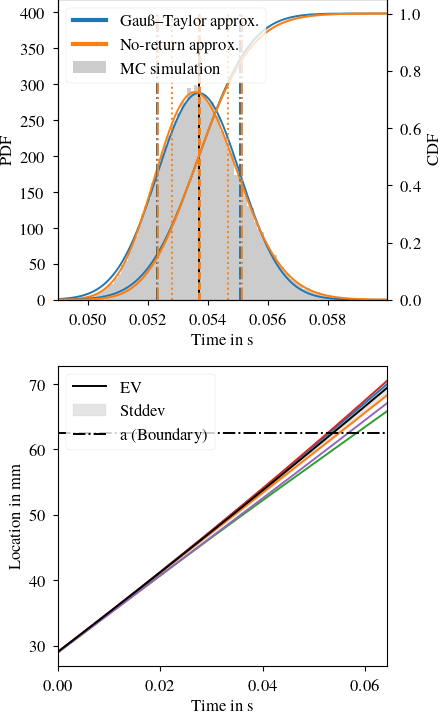 400
350
300
250
200
150
100
50
0
PDF
Gauß–Taylor approx.
No-return approx.
MC simulation
1.0
0.8
0.6
0.4
0.2
0.0
CDF
0.050 0.052 0.054 0.056 0.058
Time in s
70
60
50
40
30
Location in mm
EV
Stddev
a (Boundary)
0.00 0.02 0.04 0.06
Time in s